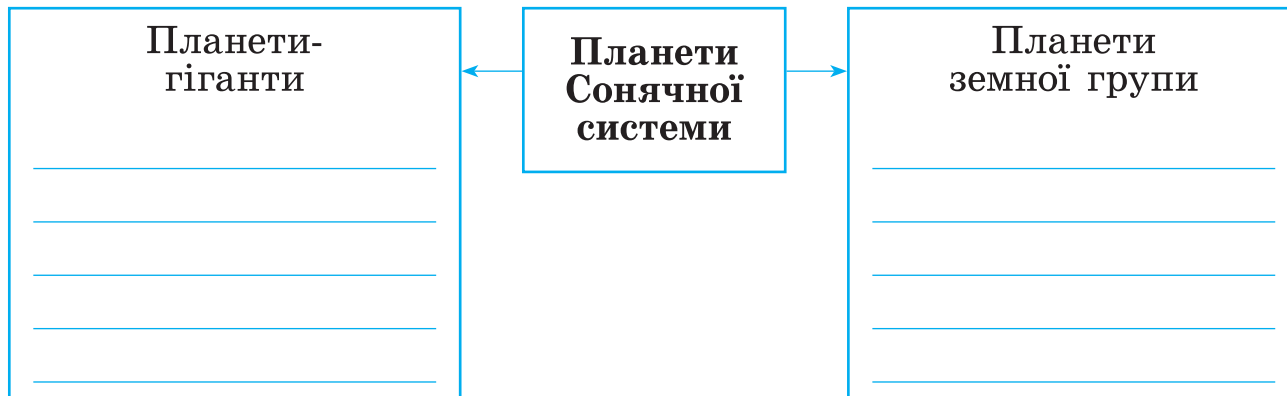 Планети-
гіганти
Планети
Сонячної
системи
Планети
земної групи